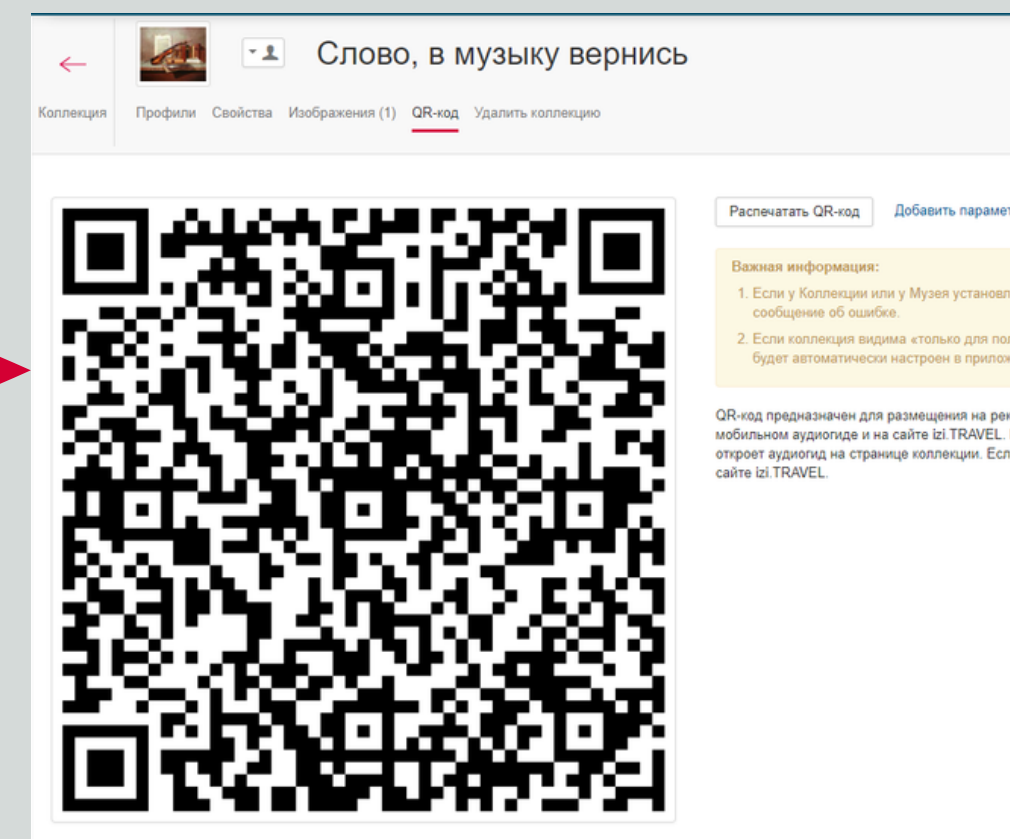 Слово, в музыку вернись
Коллекция
Профили Свойства Изображения (1) QR-код Удалить коллекцию
Распечатать QR-код Добавить парамет
Важная информация:
1. Если у Коллекции или у Музея установл
сообщение об ошибке.
2. Если коллекция видима «только для пол
будет автоматически настроен в прилож
QR-код предназначен для размещения на рек
мобильном аудиогиде и на сайте izi.TRAVEL.
откроет аудиогид на странице коллекции. Есл
сайте izi.TRAVEL.